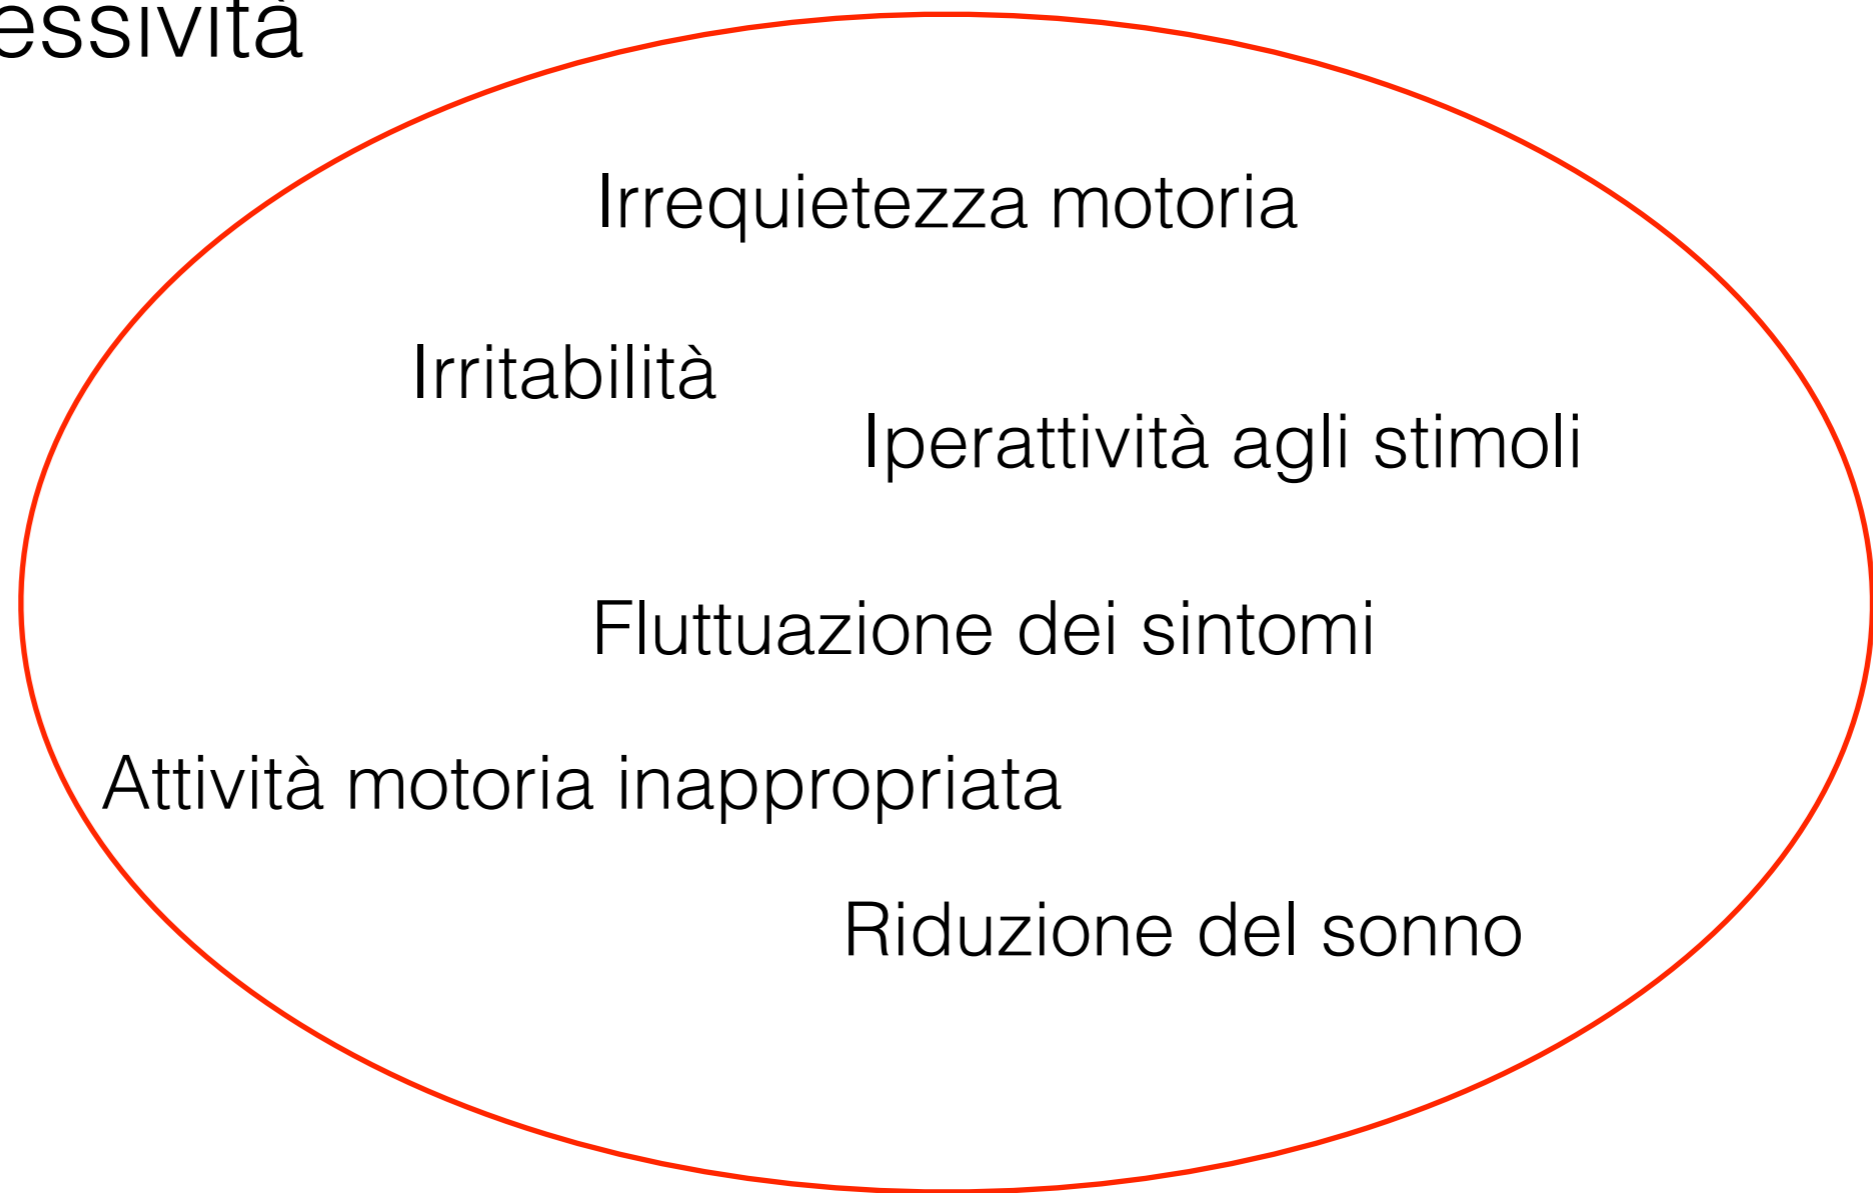 essività
Irrequietezza motoria
Irritabilità
Iperattività agli stimoli
Fluttuazione dei sintomi
Attività motoria inappropriata
Riduzione del sonno